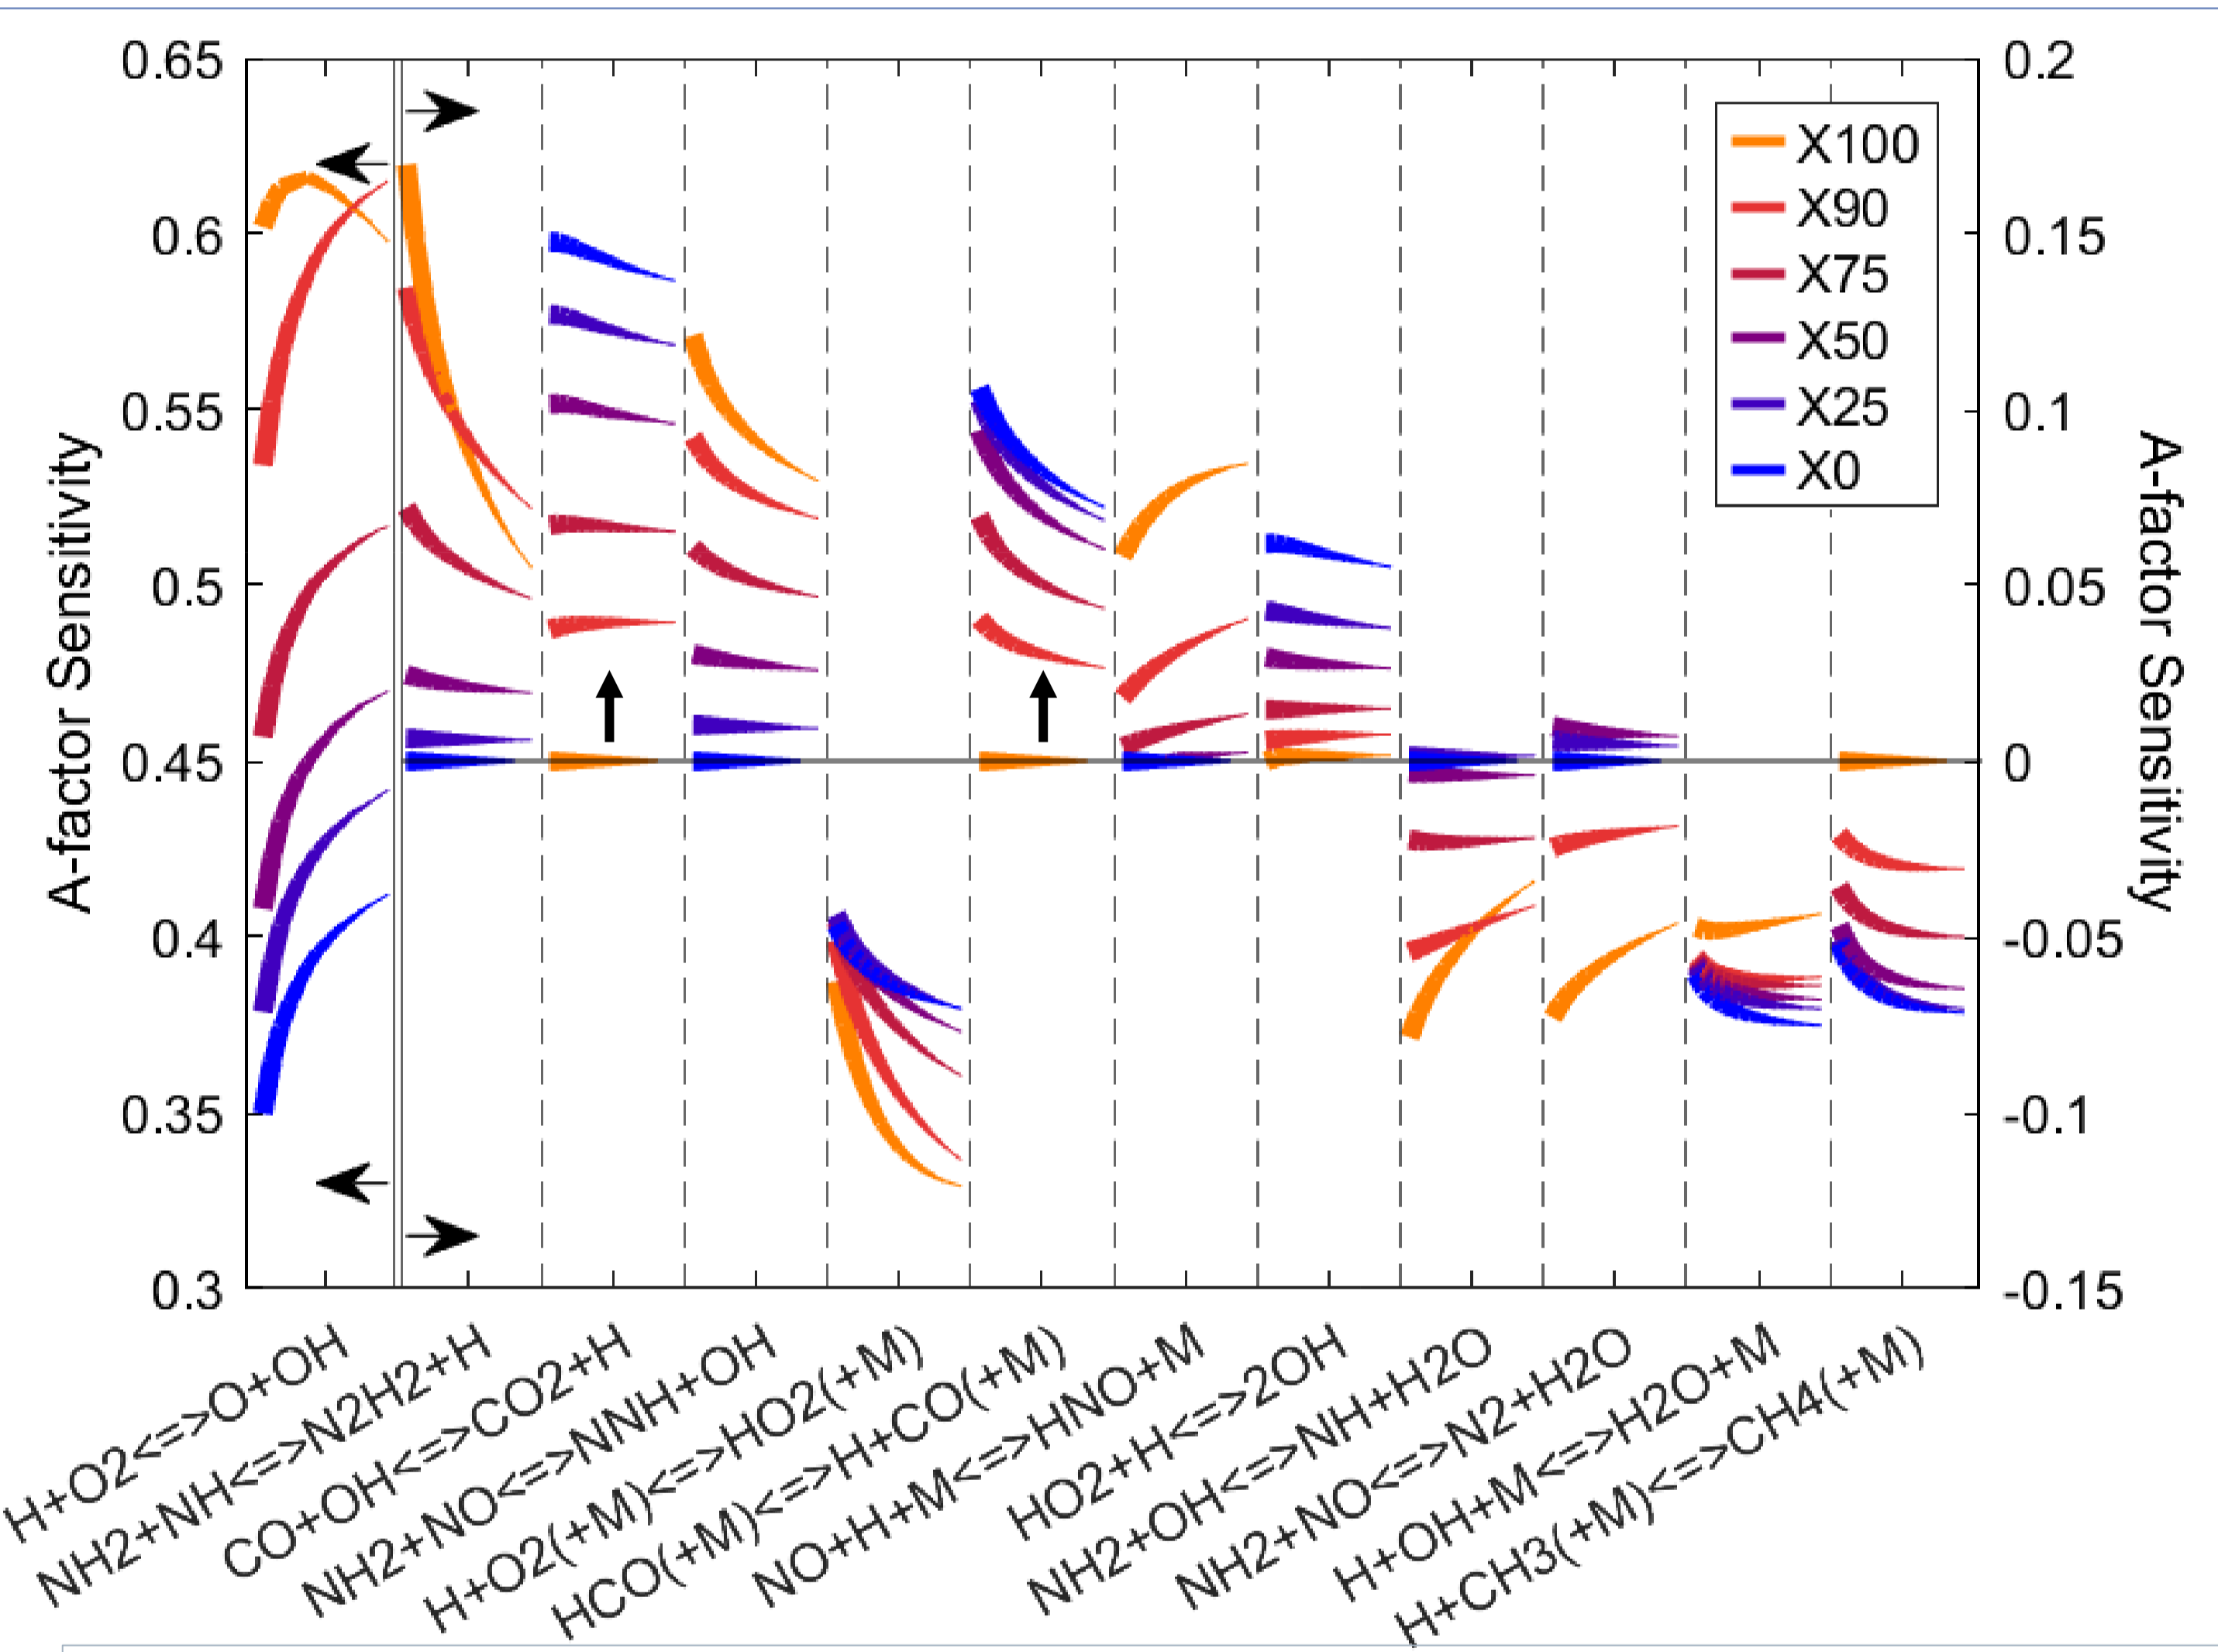 0.65
0.6
0.55
0.5
0.45
0.4
0.35
0.3
A-factor Sensitivity
0.2
0.15
0.1
0.05
0
-0.05
-0.1
-0.15
A-factor Sensitivity
X100
X90
X75
X50
X25
X0
H+O2<=>O+OH
NH2+NH<=>N2H2+H
CO+OH<=>CO2+H
NH2+NO<=>NNH+OH
H+O2(+M)<=>HO2(+M)
HCO(+M)<=>H+CO(+M)
NO+H+M<=>HNO+M
HO2+H<=>2OH
NH2+OH<=>NH+H2O
NH2+NO<=>N2+H2O
H+OH+M<=>H2O+M
H+CH3(+M)<=>CH4(+M)